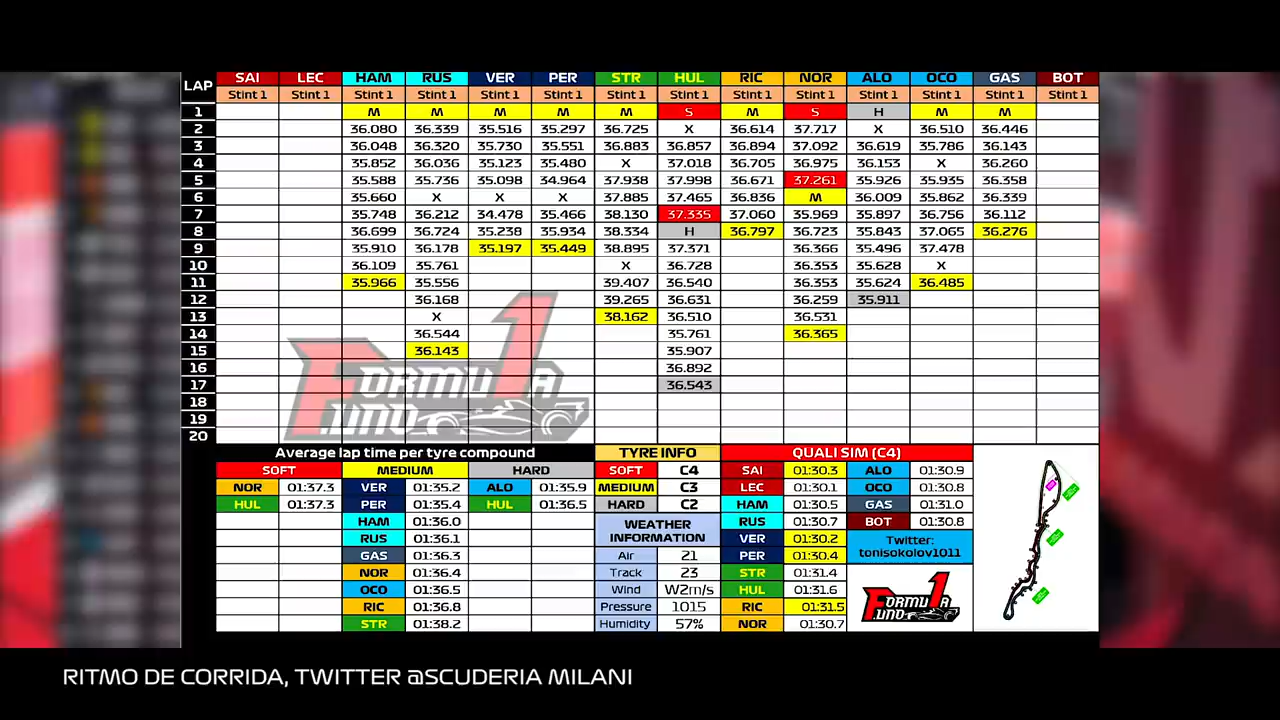 LAP SAI LEC HAM RUS VER PER STR HUL RIC NOR ALO OCO GAS BOT
Stint 1 Stint 1 Stint 1 Stint 1 Stint 1 Stint 1 Stint 1 Stint 1 Stint 1 Stint 1 Stint 1 Stint 1 Stint 1 Stint 1
1 M M M M M S M S H M M
2 36.080 36.339 35.516 35.297 36.725 X 36.614 37.717 X 36.510 36.446
3 36.048 36.320 35.730 35.551 36.883 36.857 36.894 37.092 36.619 35.786 36.143
4 35.852 36.036 35.123 35.480 X 37.018 36.705 36.975 36.153 X 36.260
5 35.588 35.736 35.098 34.964 37.938 37.998 36.671 37.261 35.926 35.935 36.358
6 35.660 X X X 37.885 37.465 36.836 M 36.009 35.862 36.339
7 35.748 36.212 34.478 35.466 38.130 37.335 37.060 35.969 35.897 36.756 36.112
8 36.699 36.724 35.238 35.934 38.334 H 36.797 36.723 35.843 37.065 36.276
9 35.910 36.178 35.197 35.449 38.895 37.371 36.366 35.496 37.478
10 36.109 35.761 X 36.728 36.353 35.628 X
11 35.966 35.556 39.407 36.540 36.353 35.624 36.485
12 36.168 39.265 36.631 36.259 35.911
13 X 38.162 36.510 36.531
14 36.544 35.761 36.365
15 36.143 35.907
16 36.892
17 36.543
18
19
20
FORMULA 1 UNO
Average lap time per tyre compound TYRE INFO QUALI SIM (C4)
SOFT MEDIUM HARD SOFT C4 SAI 01:30.3 ALO 01:30.9
NOR 01:37.3 VER 01:35.2 ALO 01:35.9 MEDIUM C3 LEC 01:30.1 OCO 01:30.8
HUL 01:37.3 PER 01:35.4 HUL 01:36.5 HARD C2 HAM 01:30.5 GAS 01:31.0
HAM 01:36.0 WEATHER INFORMATION RUS 01:30.7 BOT 01:30.8
RUS 01:36.1 VER 01:30.2 Twitter:
GAS 01:36.3 Air 21 PER 01:30.4 tonisokolov1011
NOR 01:36.4 Track 23 STR 01:31.4
OCO 01:36.5 Wind W2m/s HUL 01:31.6
RIC 01:36.8 Pressure 1015 RIC 01:31.5
STR 01:38.2 Humidity 57% NOR 01:30.7
FORMULA 1 UNO
RITMO DE CORRIDA, TWITTER @SCUDERIA MILANI